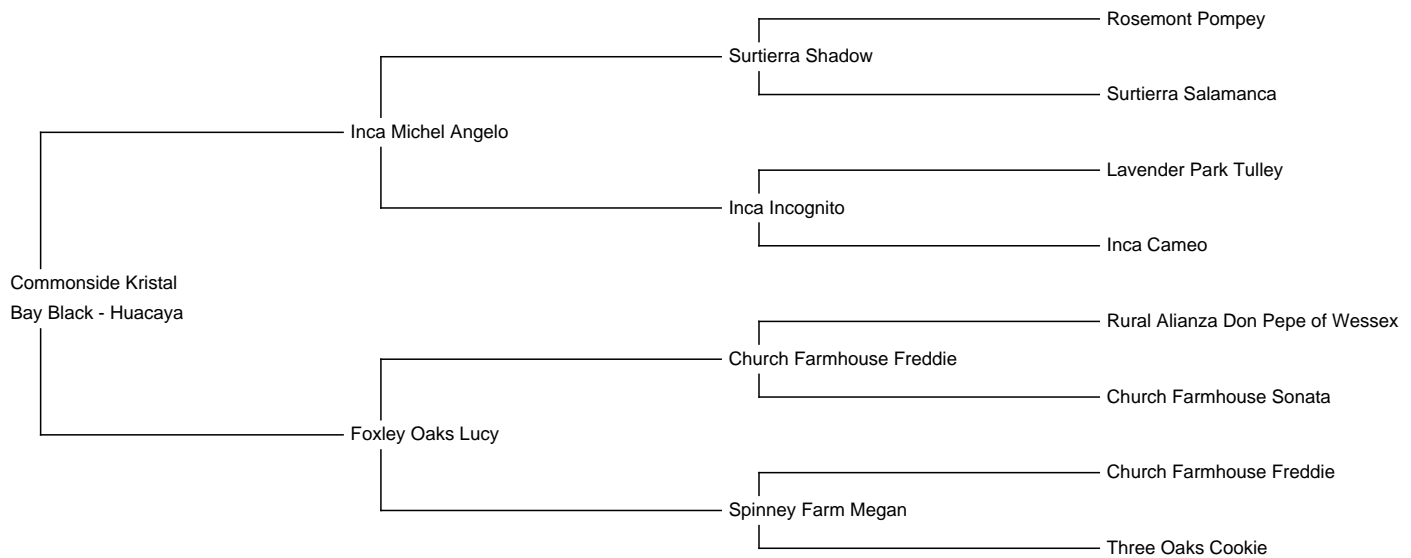 Rosemont Pompey
Surtierra Shadow
Surtierra Salamanca
Inca Michel Angelo
Lavender Park Tulley
Inca Incognito
Inca Cameo
Commonside Kristal
Bay Black - Huacaya
Rural Alianza Don Pepe of Wessex
Church Farmhouse Freddie
Church Farmhouse Sonata
Foxley Oaks Lucy
Church Farmhouse Freddie
Spinney Farm Megan
Three Oaks Cookie